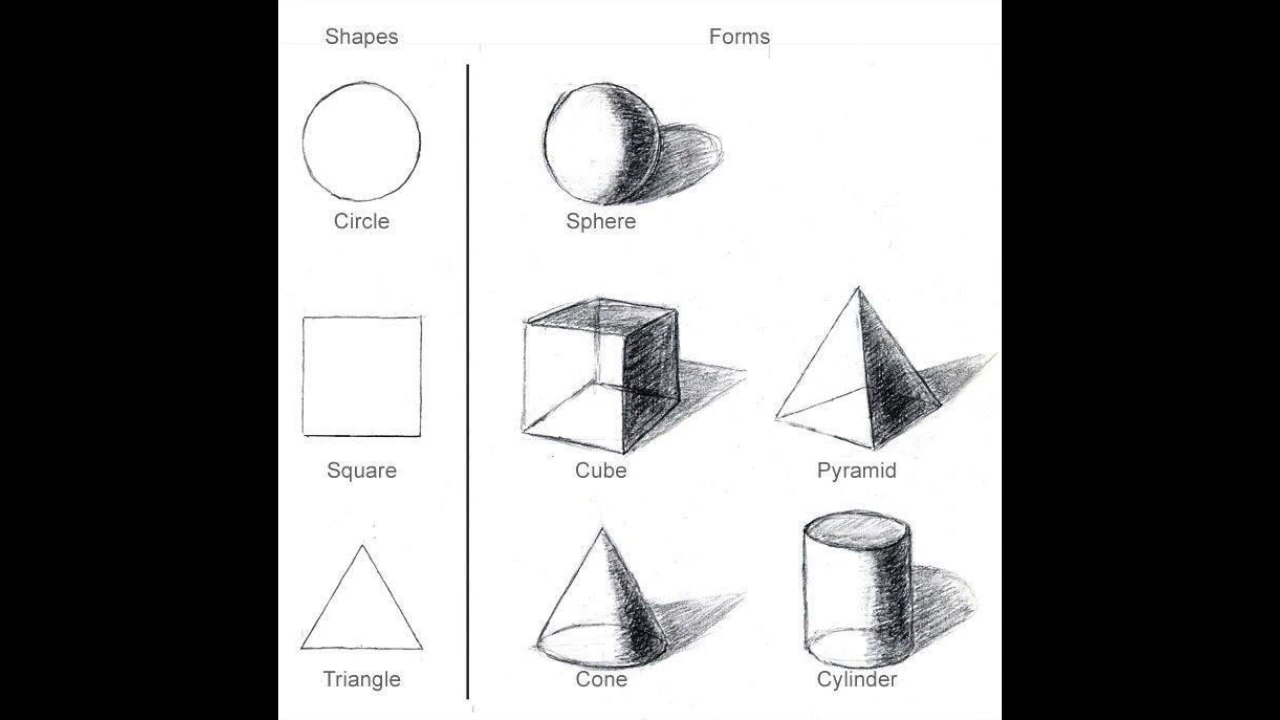 Shapes
Forms
Circle
Sphere
Square
Cube
Pyramid
Triangle
Cone
Cylinder